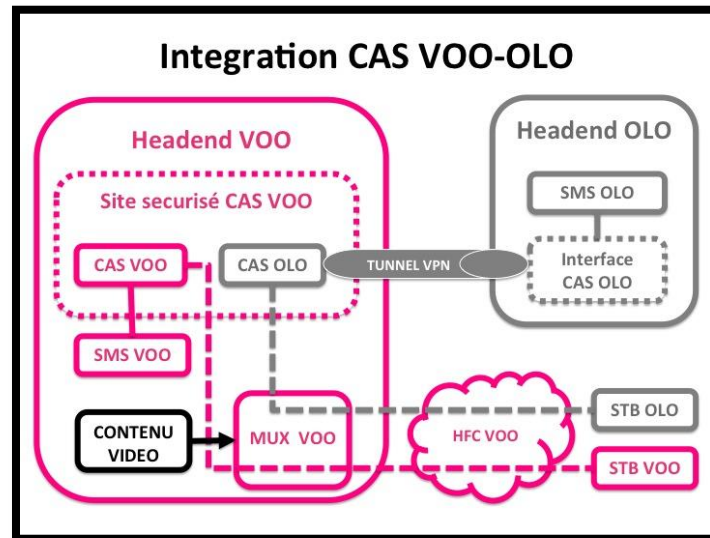 Integration CAS VOO-OLO
Headend VOO
Headend OLO
Site securisé CAS VOO
SMS OLO
CAS VOO
CAS OLO
TUNNEL VPN
Interface
CAS OLO
SMS VOO
CONTENU
VIDEO
MUX VOO
HFC VOO
STB OLO
STB VOO